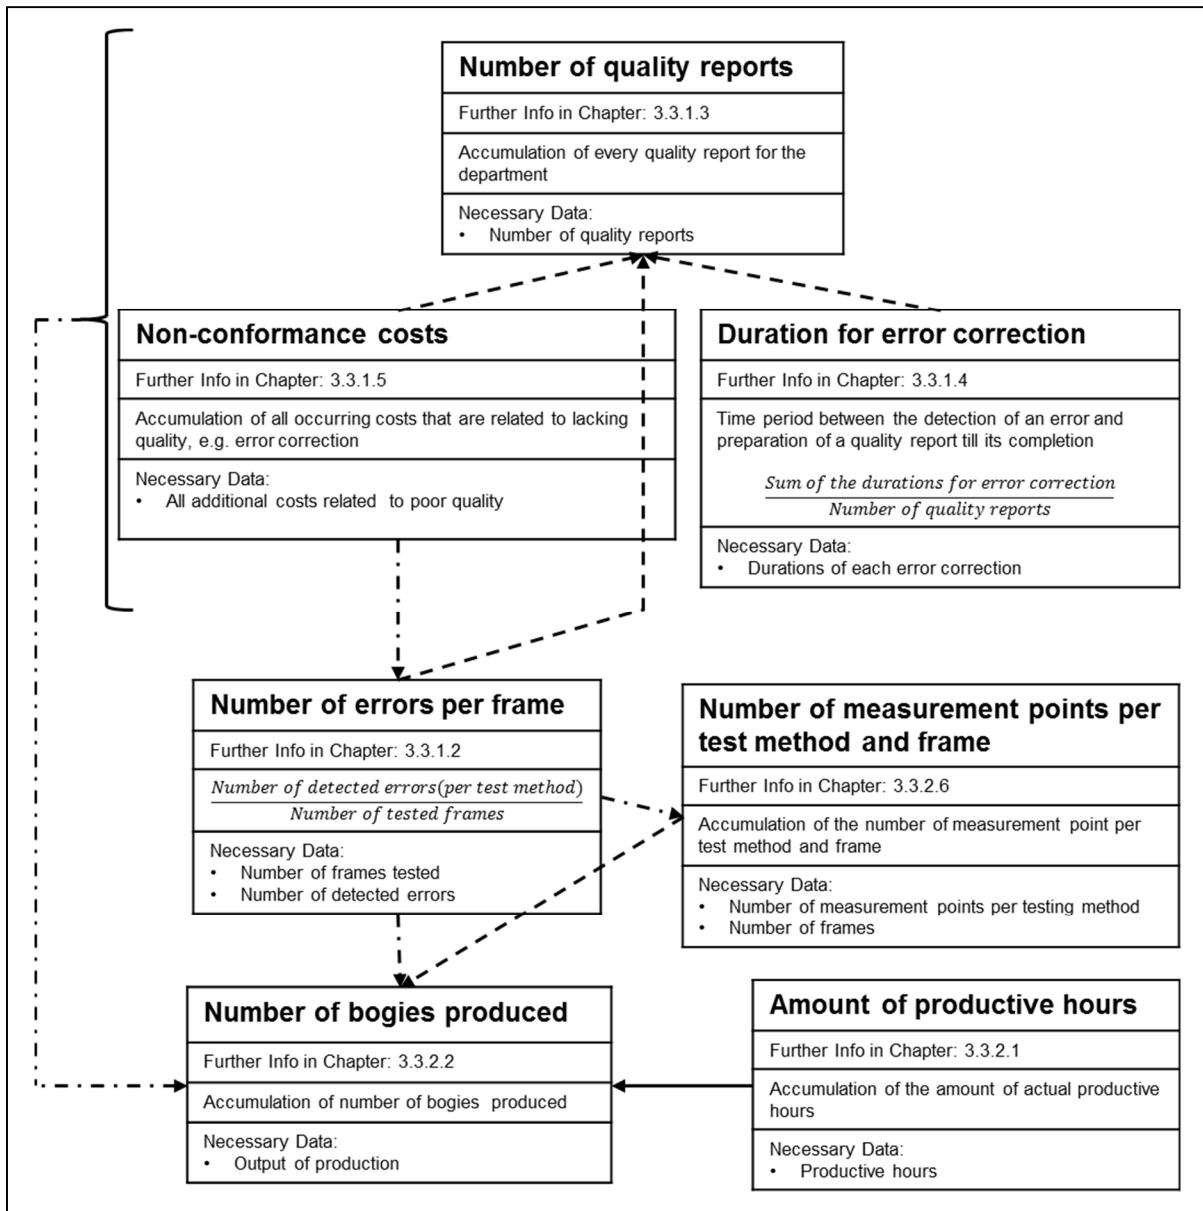 Number of quality reports
Further Info in Chapter: 3.3.1.3
Accumulation of every quality report for the
department
Necessary Data:
• Number of quality reports
Non-conformance costs
Further Info in Chapter: 3.3.1.5
Accumulation of all occurring costs that are related to lacking
quality, e.g. error correction
Necessary Data:
• All additional costs related to poor quality
Duration for error correction
Further Info in Chapter: 3.3.1.4
Time period between the detection of an error and
preparation of a quality report till its completion
Sum of the durations for error correction
Number of quality reports
Necessary Data:
• Durations of each error correction
Number of errors per frame
Further Info in Chapter: 3.3.1.2
Number of detected errors(per test method)
Number of tested frames
Necessary Data:
• Number of frames tested
• Number of detected errors
Number of measurement points per
test method and frame
Further Info in Chapter: 3.3.2.6
Accumulation of the number of measurement point per
test method and frame
Necessary Data:
• Number of measurement points per testing method
• Number of frames
Number of bogies produced
Further Info in Chapter: 3.3.2.2
Accumulation of number of bogies produced
Necessary Data:
• Output of production
Amount of productive hours
Further Info in Chapter: 3.3.2.1
Accumulation of the amount of actual productive
hours
Necessary Data:
• Productive hours